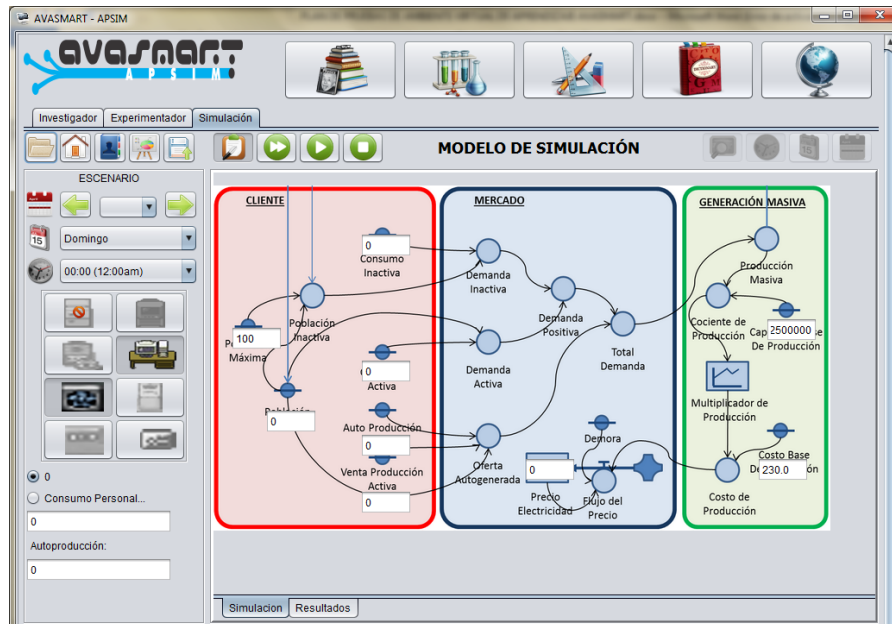 AVASMART - APSIM
AVASMART
APSIM
DICTIONARY
Investigador
Experimentador
Simulación
MODELO DE SIMULACIÓN
15
ESCENARIO
15
Domingo
00:00 (12:00am)
0
Consumo Personal...
0
Autoproducción:
0
CLIENTE
MERCADO
GENERACIÓN MASIVA
0
Consumo
Inactiva
Población
Inactiva
100
Máxima
0
Activa
0
Auto Producción
0
Venta Producción
Activa
0
Demanda
Inactiva
Demanda
Positiva
Demanda
Activa
Total
Demanda
Oferta
Autogenerada
Demora
0
Precio
Electricidad
Flujo del
Precio
Producción
Masiva
Cociente de
Producción
2500000
De Producción
Multiplicador de
Producción
Costo Base
230.0
Costo de
Producción
Simulacion
Resultados